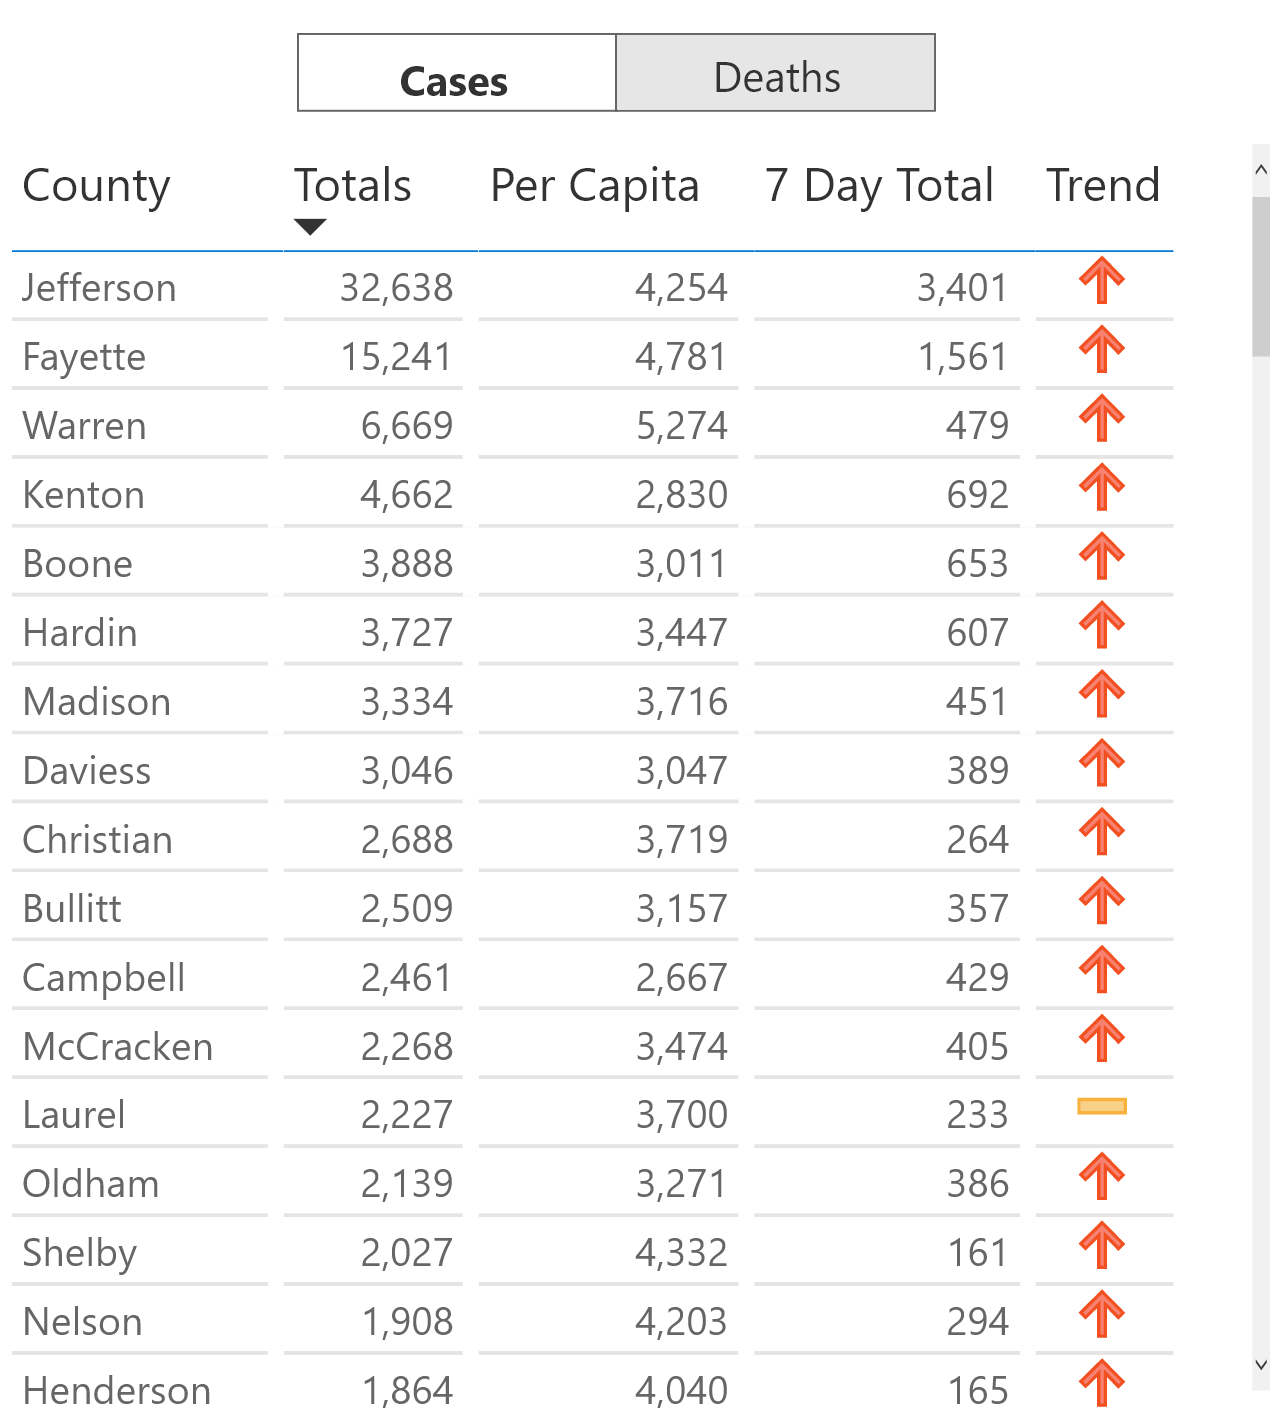 Cases Deaths
County Totals Per Capita 7 Day Total Trend
Jefferson 32,638 4,254 3,401
Fayette 15,241 4,781 1,561
Warren 6,669 5,274 479
Kenton 4,662 2,830 692
Boone 3,888 3,011 653
Hardin 3,727 3,447 607
Madison 3,334 3,716 451
Daviess 3,046 3,047 389
Christian 2,688 3,719 264
Bullitt 2,509 3,157 357
Campbell 2,461 2,667 429
McCracken 2,268 3,474 405
Laurel 2,227 3,700 233
Oldham 2,139 3,271 386
Shelby 2,027 4,332 161
Nelson 1,908 4,203 294
Henderson 1,864 4,040 165